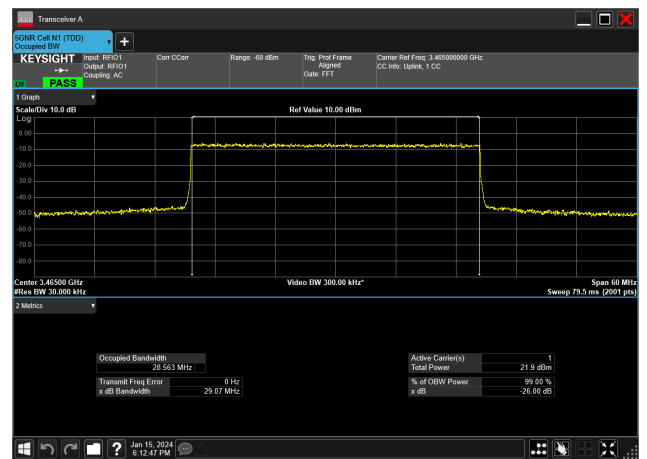 Transceiver A
5GNR Cell N1 (TDD)
Occupied BW
KEYSIGHT
Input: RFIO1
Output: RFIO1
Coupling: AC
Corr CCorr
Range: -60 dBm
Trig: Prot Frame
Aligned
Gate: FFT
Carrier Ref Freq: 3.465000000 GHz
CC Info: Uplink, 1 CC
PASS
1 Graph
Scale/Div 10.0 dB
Ref Value 10.00 dBm
Log
0.00
-10.0
-20.0
-30.0
-40.0
-50.0
-60.0
-70.0
-80.0
Center 3.46500 GHz
Video BW 300.00 kHz*
Span 60 MHz
#Res BW 30.000 kHz
Sweep 79.5 ms (2001 pts)
2 Metrics
Occupied Bandwidth
28.563 MHz
Active Carrier(s) 1
Total Power 21.9 dBm
Transmit Freq Error 0 Hz
x dB Bandwidth 29.07 MHz
% of OBW Power 99.00 %
x dB -26.00 dB
Jan 15, 2024
6:12:47 PM